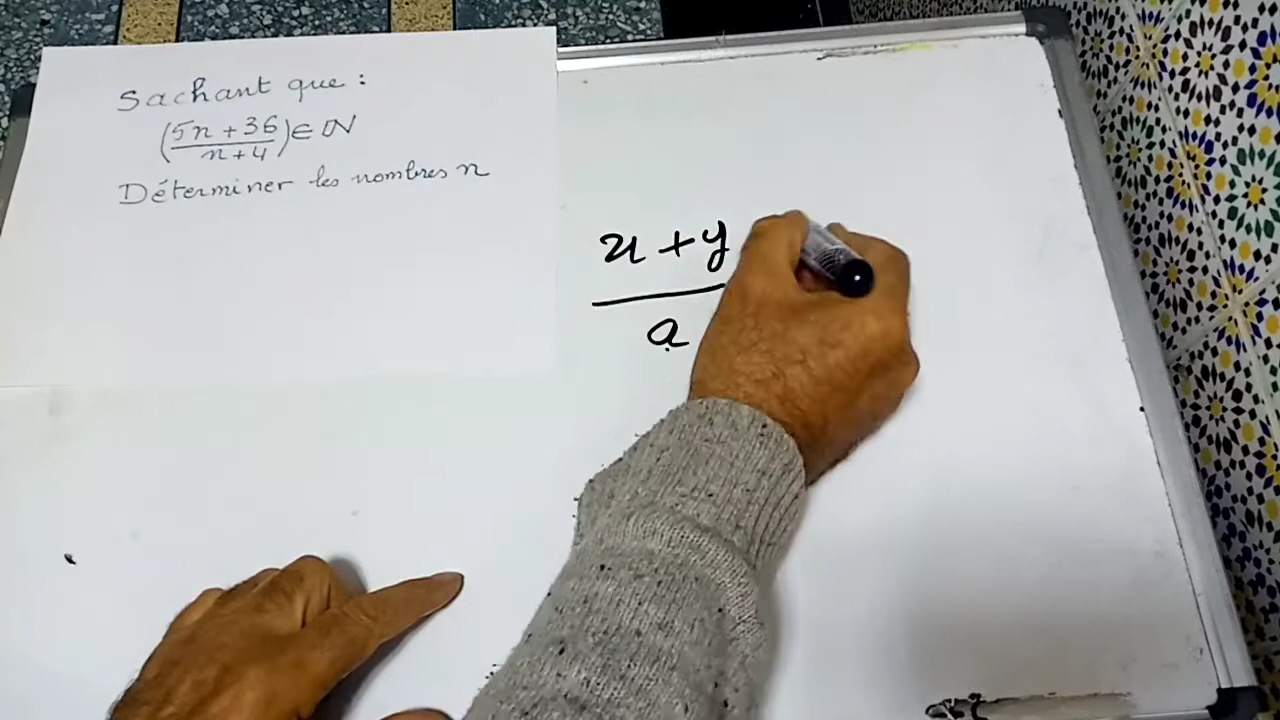 Sachant que :
(5n + 36 / n + 4) ∈ ℕ
Déterminer les nombres n
x + y
a